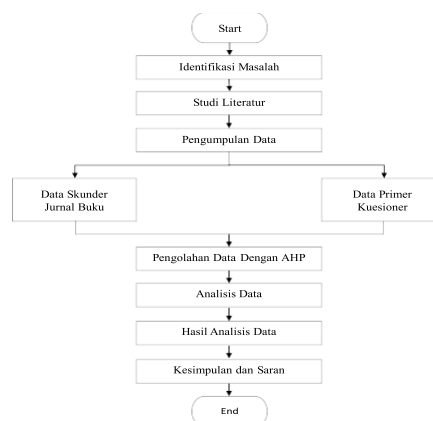 Start
Identifikasi Masalah
Studi Literatur
Pengumpulan Data
Data Skunder
Jurnal Buku
Data Primer
Kuesioner
Pengolahan Data Dengan AHP
Analisis Data
Hasil Analisis Data
Kesimpulan dan Saran
End